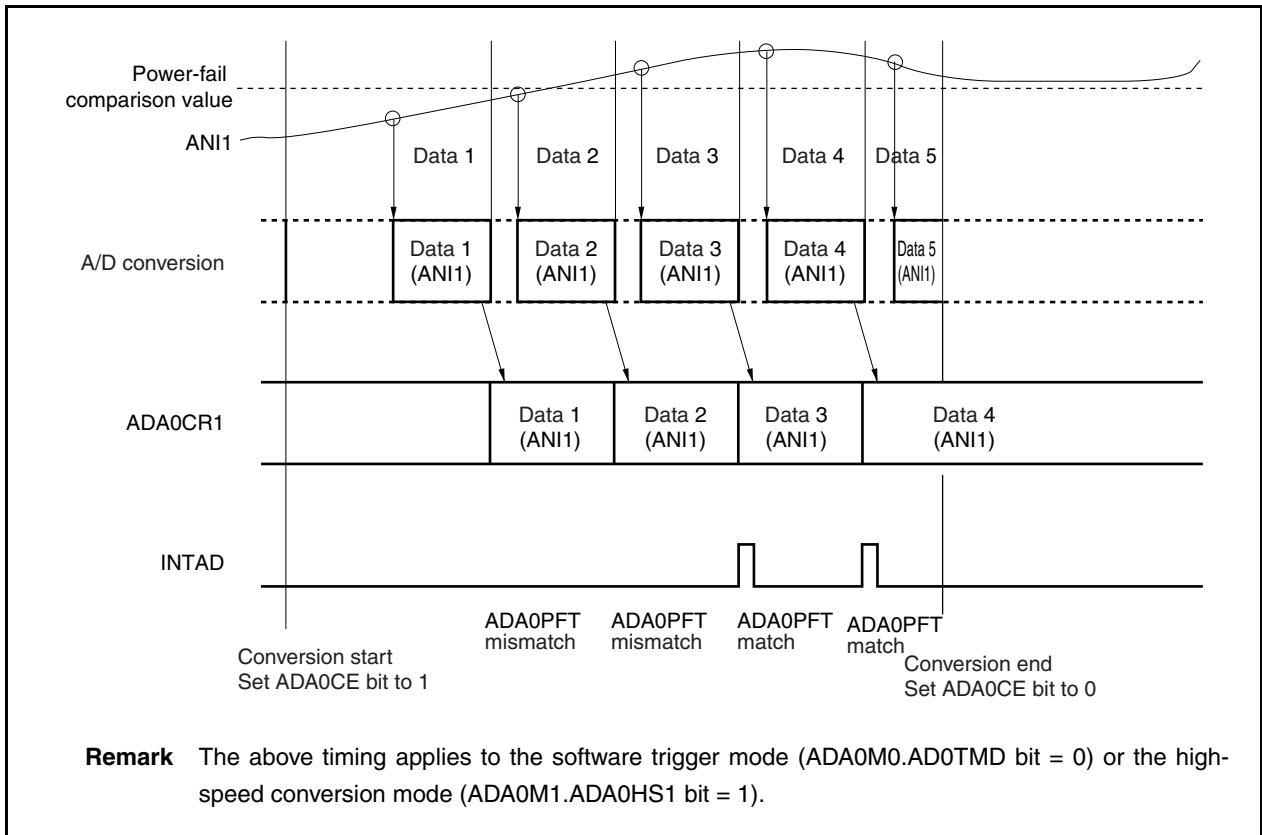 Power-fail
comparison value
ANI1
Data 1
Data 2
Data 3
Data 4
Data 5
A/D conversion
Data 1
(ANI1)
Data 2
(ANI1)
Data 3
(ANI1)
Data 4
(ANI1)
Data 5
(ANI1)
ADA0CR1
Data 1
(ANI1)
Data 2
(ANI1)
Data 3
(ANI1)
Data 4
(ANI1)
INTAD
ADA0PFT
mismatch
ADA0PFT
mismatch
ADA0PFT
match
ADA0PFT
match
Conversion start
Set ADA0CE bit to 1
Conversion end
Set ADA0CE bit to 0
Remark The above timing applies to the software trigger mode (ADA0M0.AD0TMD bit = 0) or the high-
speed conversion mode (ADA0M1.ADA0HS1 bit = 1).